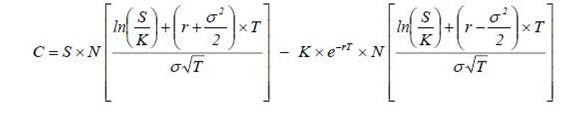 C = S × N [ ( ln(S/K) + (r + σ²/2) × T ) / σ√T ] − K × e^{-rT} × N [ ( ln(S/K) + (r − σ²/2) × T ) / σ√T ]